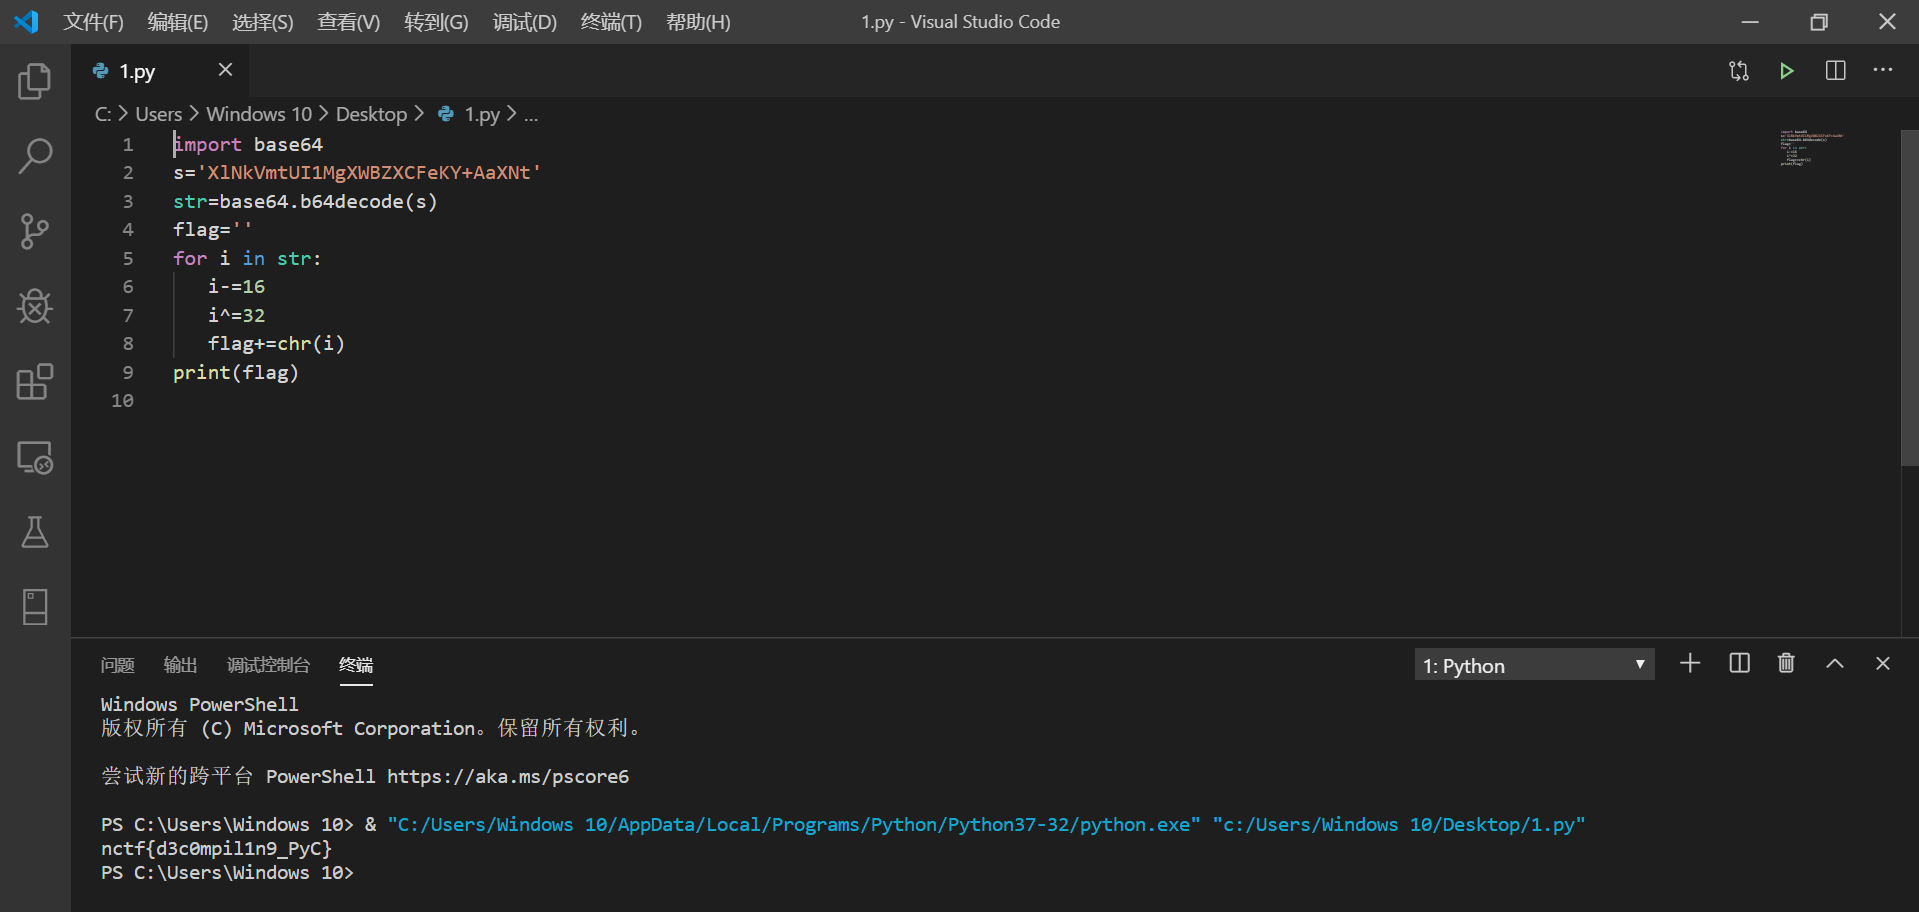 文件(F) 编辑(E) 选择(S) 查看(V) 转到(G) 调试(D) 终端(T) 帮助(H) 1.py - Visual Studio Code
1.py
C: > Users > Windows 10 > Desktop > 1.py > ...
1 import base64
2 s='XlNkVmtUI1MgXWBZXCFeKY+AaXNt'
3 str=base64.b64decode(s)
4 flag=''
5 for i in str:
6 i-=16
7 i^=32
8 flag+=chr(i)
9 print(flag)
10
问题 输出 调试控制台 终端 1: Python
Windows PowerShell
版权所有 (C) Microsoft Corporation。保留所有权利。
尝试新的跨平台 PowerShell https://aka.ms/pscore6
PS C:\Users\Windows 10> & "C:/Users/Windows 10/AppData/Local/Programs/Python/Python37-32/python.exe" "c:/Users/Windows 10/Desktop/1.py"
nctf{d3c0mpil1n9_PyC}
PS C:\Users\Windows 10>